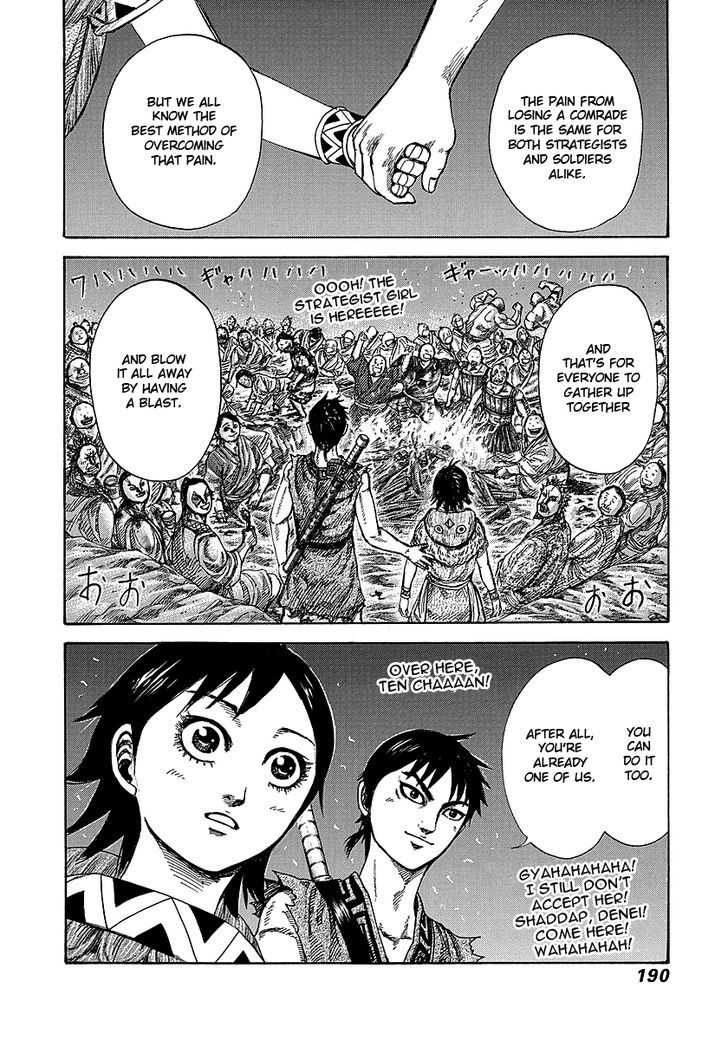 THE PAIN FROM
LOSING A COMRADE
IS THE SAME FOR
BOTH STRATEGISTS
AND SOLDIERS
ALIKE.
BUT WE ALL
KNOW THE
BEST METHOD OF
OVERCOMING
THAT PAIN.
ギャーッハハハハ
ギャハハハハ
ワハハハハハ
OOOH! THE
STRATEGIST GIRL
IS HEREEEEE!
AND
THAT'S FOR
EVERYONE TO
GATHER UP
TOGETHER
AND BLOW
IT ALL AWAY
BY HAVING
A BLAST.
おお
おお
OVER HERE,
TEN CHAAAAN!
YOU
CAN
DO IT
TOO.
AFTER ALL,
YOU'RE
ALREADY
ONE OF US.
GYAHAHAHAHA!
I STILL DON'T
ACCEPT HER!
SHADDAP, DENEI!
COME HERE!
WAHAHAHAH!
190